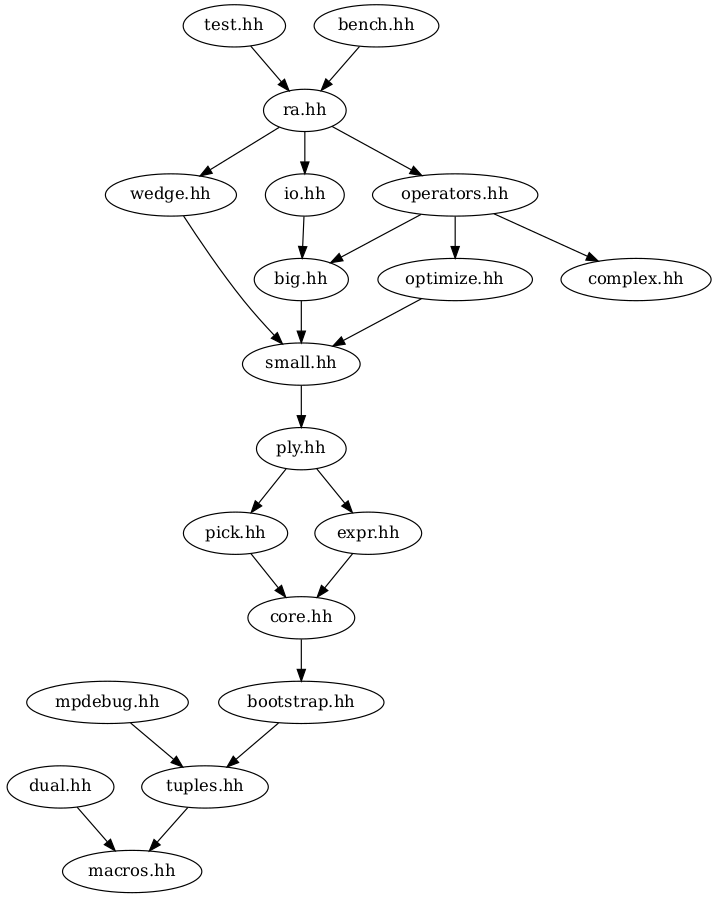 test.hh
bench.hh
ra.hh
wedge.hh
io.hh
operators.hh
big.hh
optimize.hh
complex.hh
small.hh
ply.hh
pick.hh
expr.hh
core.hh
mpdebug.hh
bootstrap.hh
dual.hh
tuples.hh
macros.hh